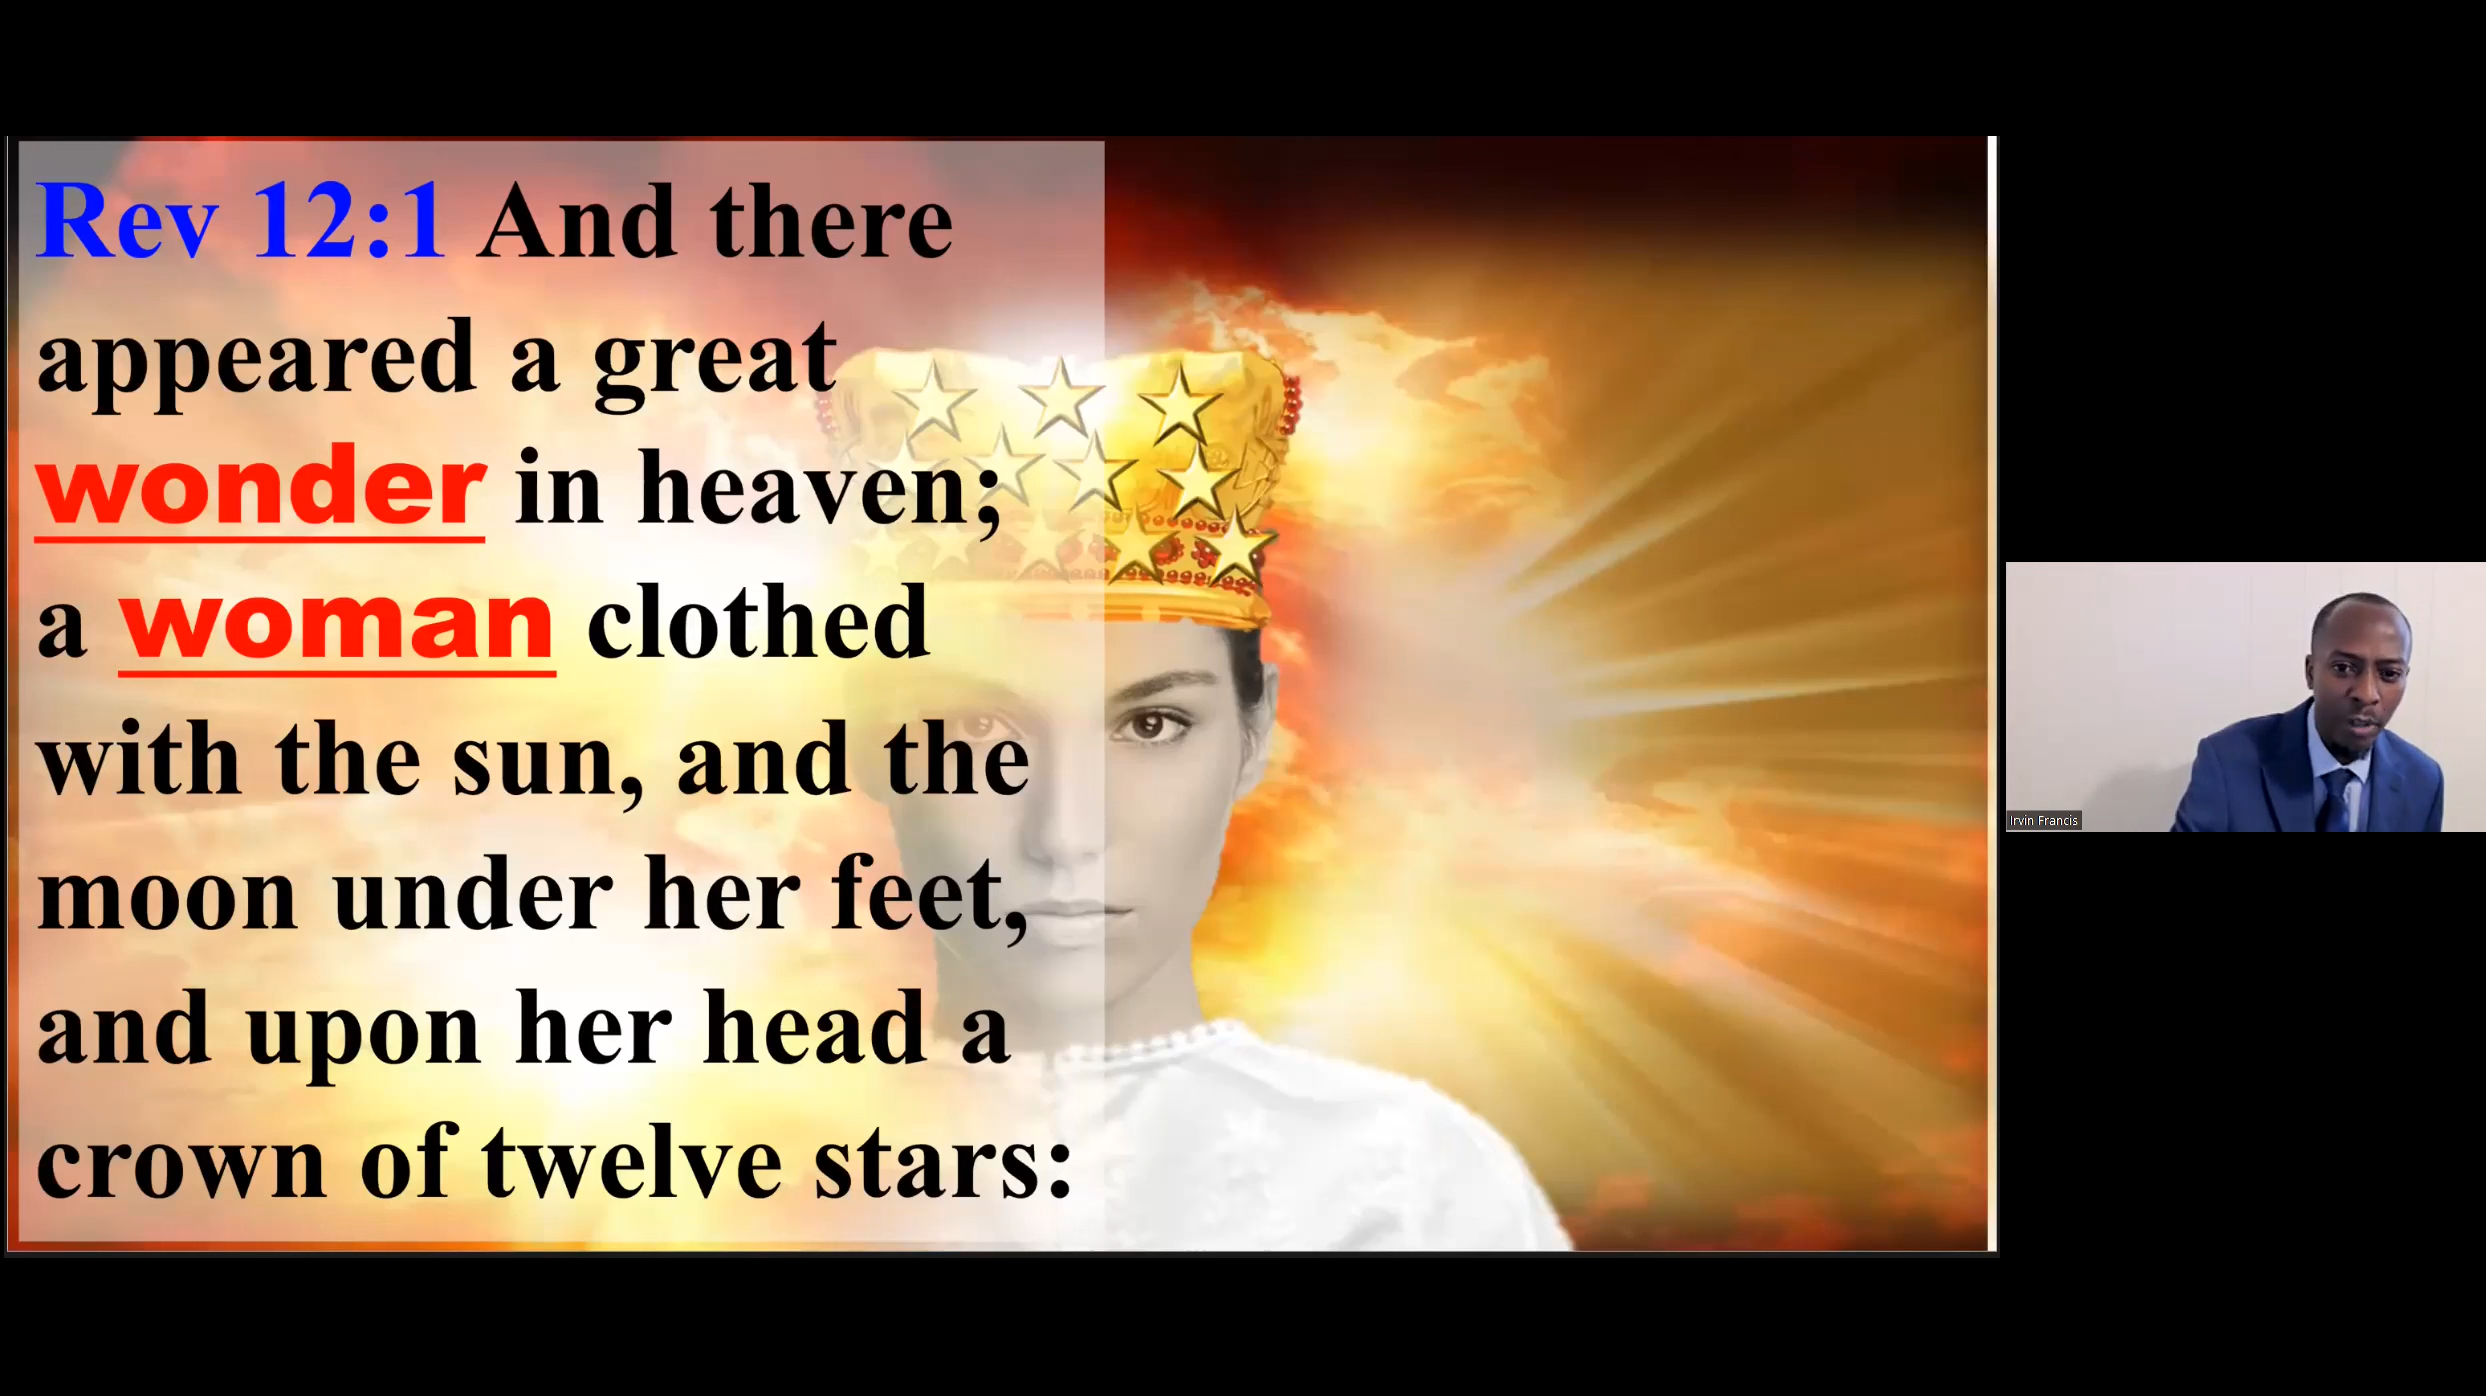 Rev 12:1 And there
appeared a great
wonder in heaven;
a woman clothed
with the sun, and the
moon under her feet,
and upon her head a
crown of twelve stars:
Irvin Francis